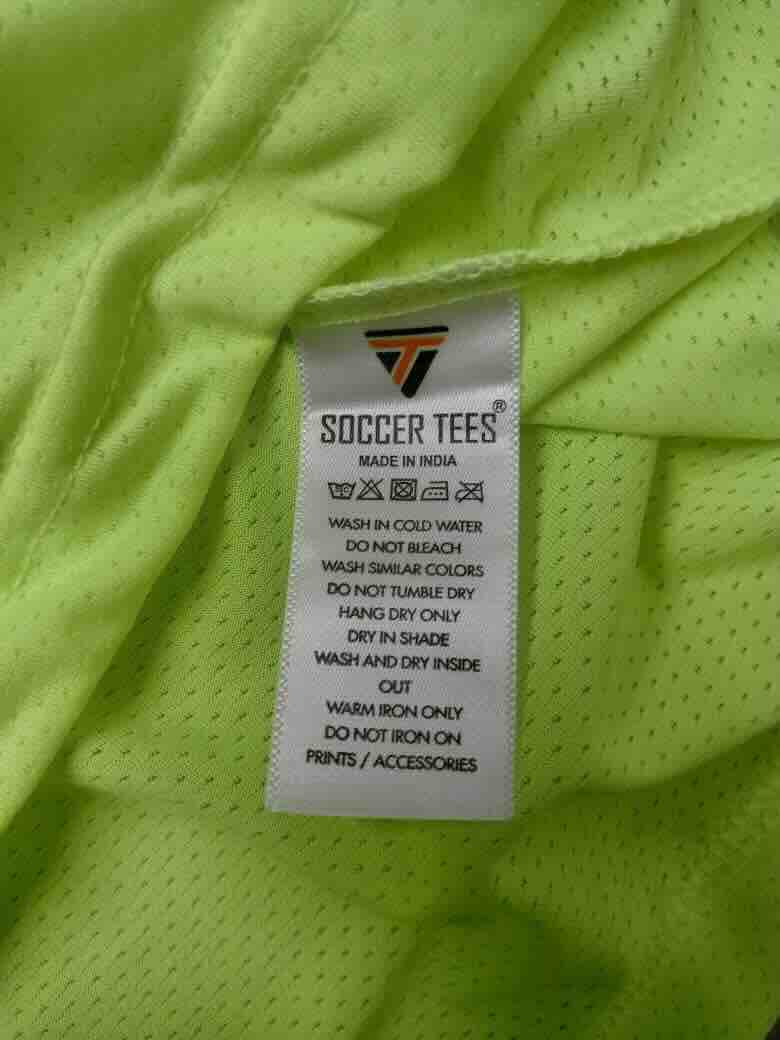 SOCCER TEES®
MADE IN INDIA
WASH IN COLD WATER
DO NOT BLEACH
WASH SIMILAR COLORS
DO NOT TUMBLE DRY
HANG DRY ONLY
DRY IN SHADE
WASH AND DRY INSIDE
OUT
WARM IRON ONLY
DO NOT IRON ON
PRINTS / ACCESSORIES